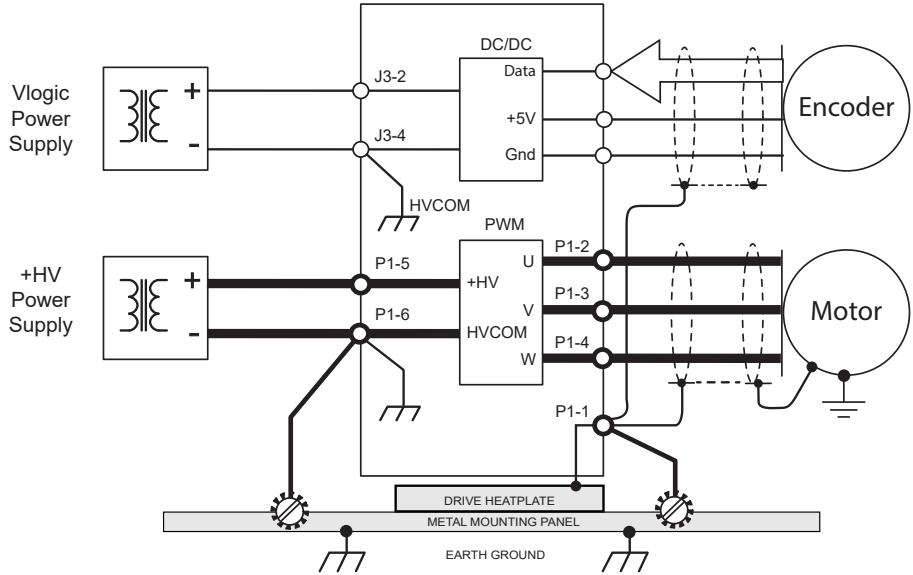 DC/DC
Vlogic
Power
Supply
+
-
J3-2
J3-4
Data
+5V
Gnd
Encoder
HVCOM
PWM
+HV
Power
Supply
+
-
P1-5
P1-6
+HV
HVCOM
U
V
W
P1-2
P1-3
P1-4
P1-1
Motor
DRIVE HEATPLATE
METAL MOUNTING PANEL
EARTH GROUND